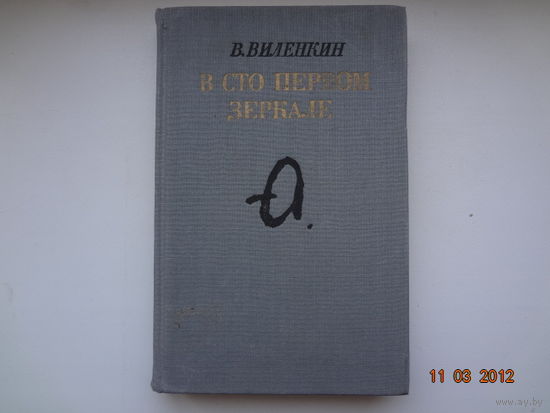 В. ВИЛЕНКИН
В СТО ПЕРВОМ
ЗЕРКАЛЕ
а.
11 03 2012
www.ay.by